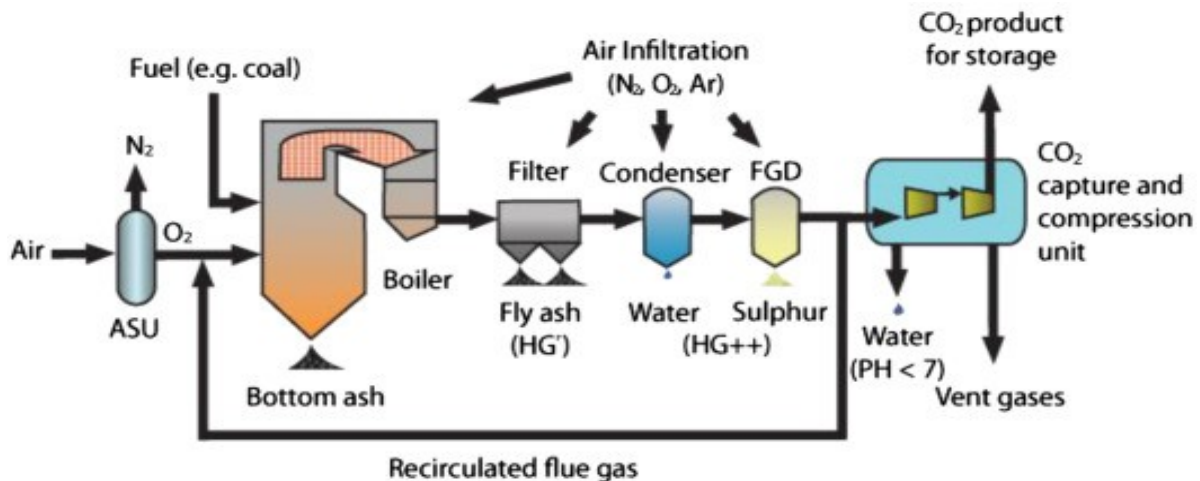 CO₂ product
for storage
Air Infiltration
(N₂, O₂, Ar)
Fuel (e.g. coal)
N₂
Filter
Condenser
FGD
CO₂
capture and
compression
unit
Air
O₂
ASU
Boiler
Bottom ash
Fly ash
(HG')
Water
Sulphur
(HG++)
Water
(PH < 7)
Vent gases
Recirculated flue gas